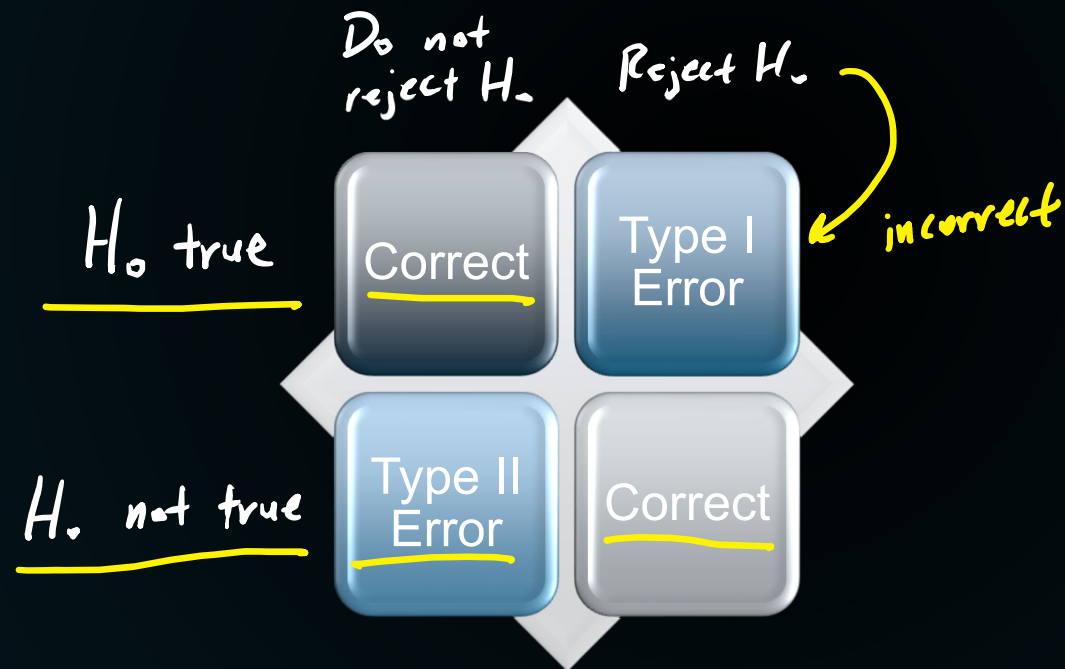 Do not
reject H₀
Reject H₀
H₀ true
Correct
Type I
Error
incorrect
H₀ not true
Type II
Error
Correct